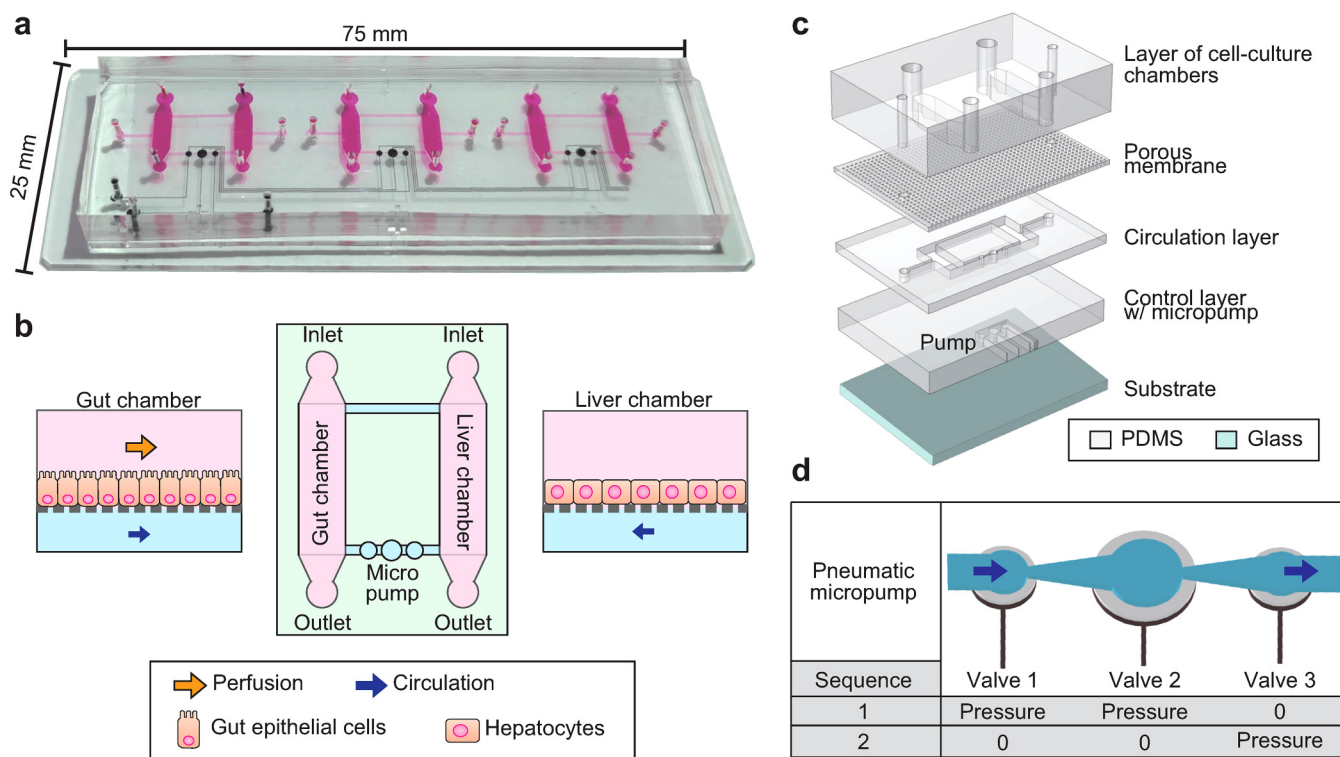 a
75 mm
25 mm
b
Gut chamber
Inlet
Inlet
Gut chamber
Liver chamber
Micro
pump
Outlet
Outlet
Liver chamber
Perfusion
Circulation
Gut epithelial cells
Hepatocytes
c
Layer of cell-culture
chambers
Porous
membrane
Circulation layer
Control layer
w/ micropump
Pump
Substrate
PDMS
Glass
d
Pneumatic
micropump
Sequence
Valve 1
Valve 2
Valve 3
1
Pressure
Pressure
0
2
0
0
Pressure